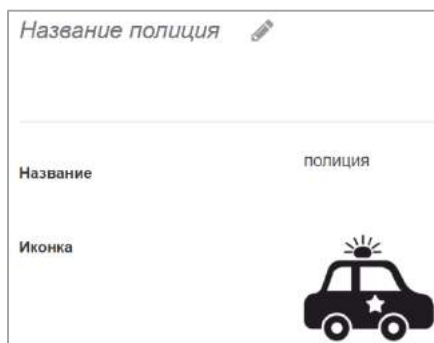 Название полиция
Название
полиция
Иконка